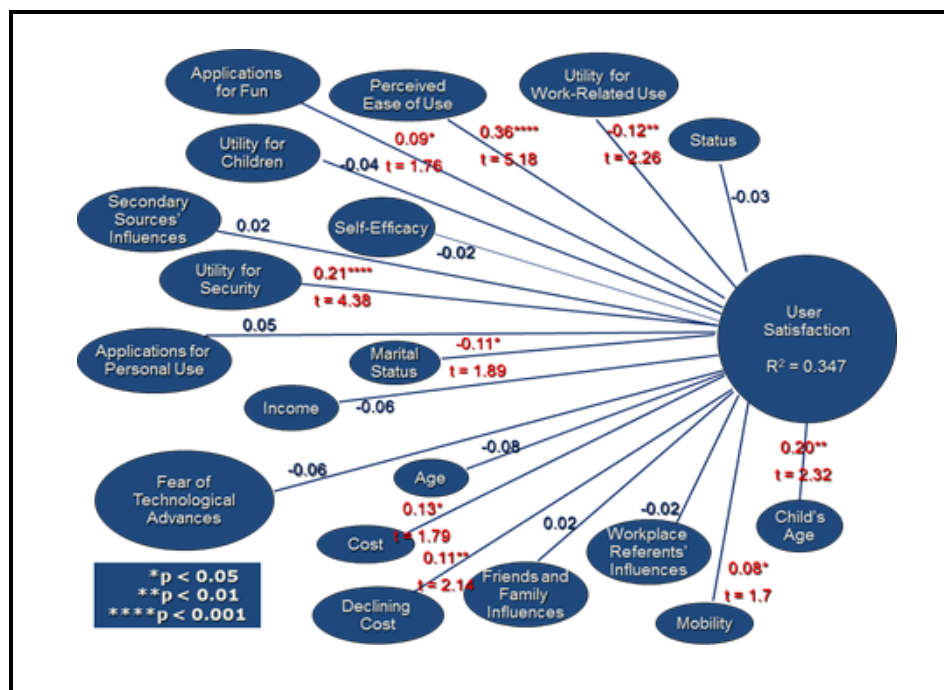 Applications
for Fun
Perceived
Ease of Use
Utility for
Work-Related Use
Status
0.09*
t = 1.76
0.36****
t = 5.18
-0.12**
t = 2.26
-0.03
Utility for
Children
-0.04
Secondary
Sources'
Influences
0.02
Self-Efficacy
-0.02
Utility for
Security
0.21****
t = 4.38
User
Satisfaction
R² = 0.347
Applications for
Personal Use
0.05
Marital
Status
-0.11*
t = 1.89
Income
-0.06
Fear of
Technological
Advances
-0.06
Age
-0.08
Cost
0.13*
t = 1.79
Declining
Cost
0.11**
t = 2.14
Friends and
Family
Influences
0.02
Workplace
Referents'
Influences
-0.02
Mobility
0.08*
t = 1.7
Child's
Age
0.20**
t = 2.32
*p < 0.05
**p < 0.01
****p < 0.001